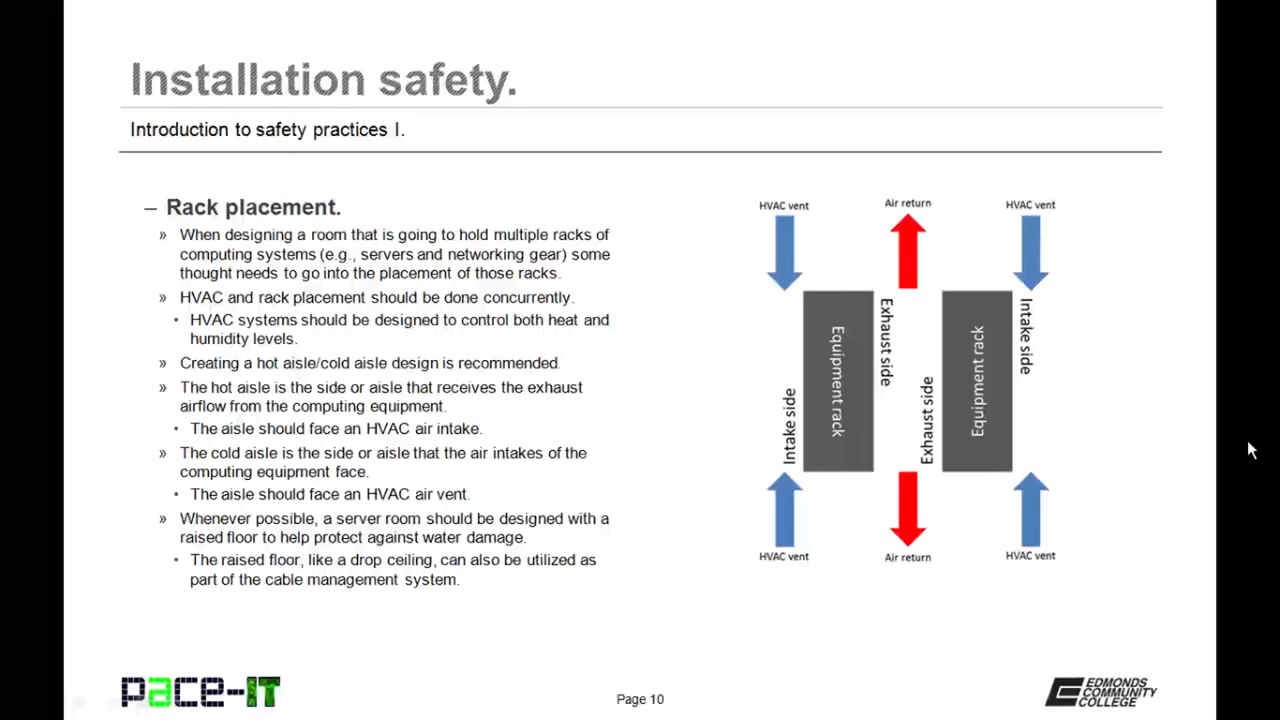 Installation safety.
Introduction to safety practices I.
– Rack placement.
» When designing a room that is going to hold multiple racks of
computing systems (e.g., servers and networking gear) some
thought needs to go into the placement of those racks.
» HVAC and rack placement should be done concurrently.
• HVAC systems should be designed to control both heat and
humidity levels.
» Creating a hot aisle/cold aisle design is recommended.
» The hot aisle is the side or aisle that receives the exhaust
airflow from the computing equipment.
• The aisle should face an HVAC air intake.
» The cold aisle is the side or aisle that the air intakes of the
computing equipment face.
• The aisle should face an HVAC air vent.
» Whenever possible, a server room should be designed with a
raised floor to help protect against water damage.
• The raised floor, like a drop ceiling, can also be utilized as
part of the cable management system.
HVAC vent
Air return
HVAC vent
Intake side
Equipment rack
Exhaust side
Exhaust side
Equipment rack
Intake side
HVAC vent
Air return
HVAC vent
pace-IT
Page 10
EDMONDS
COMMUNITY
COLLEGE